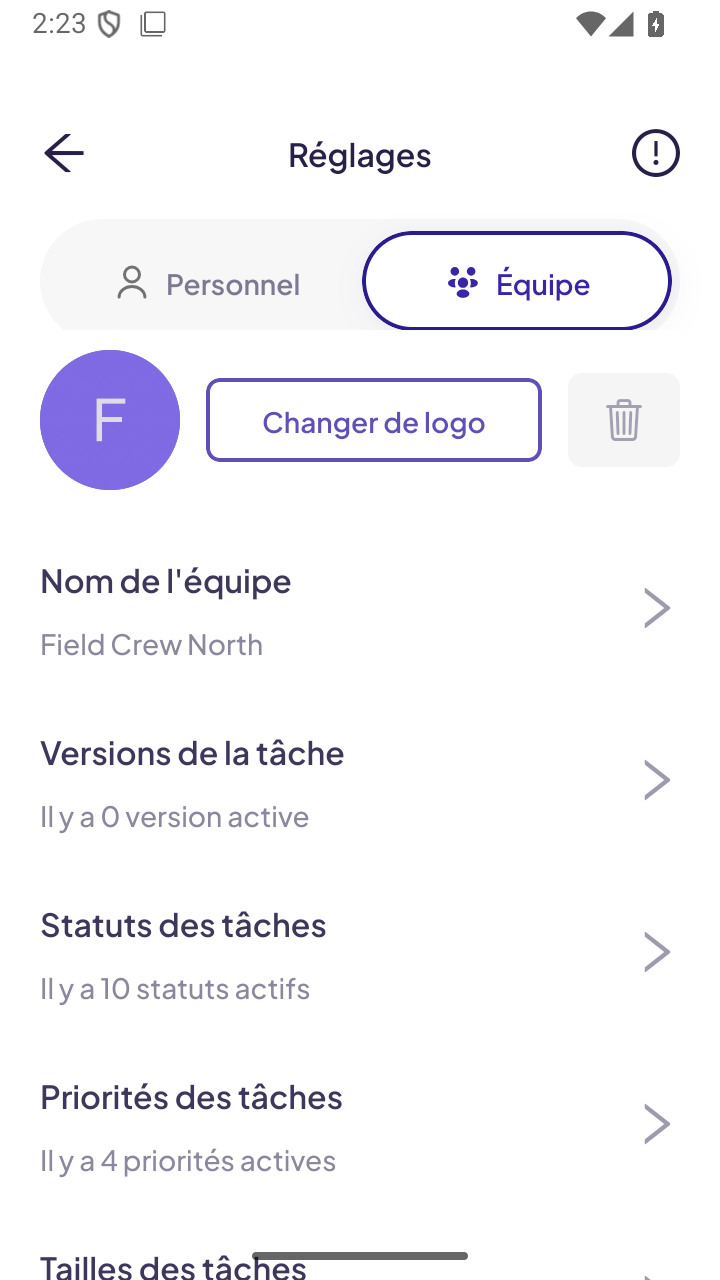 2:23
Réglages
Personnel
Équipe
F
Changer de logo
Nom de l'équipe
Field Crew North
Versions de la tâche
Il y a 0 version active
Statuts des tâches
Il y a 10 statuts actifs
Priorités des tâches
Il y a 4 priorités actives
Tailles des tâches